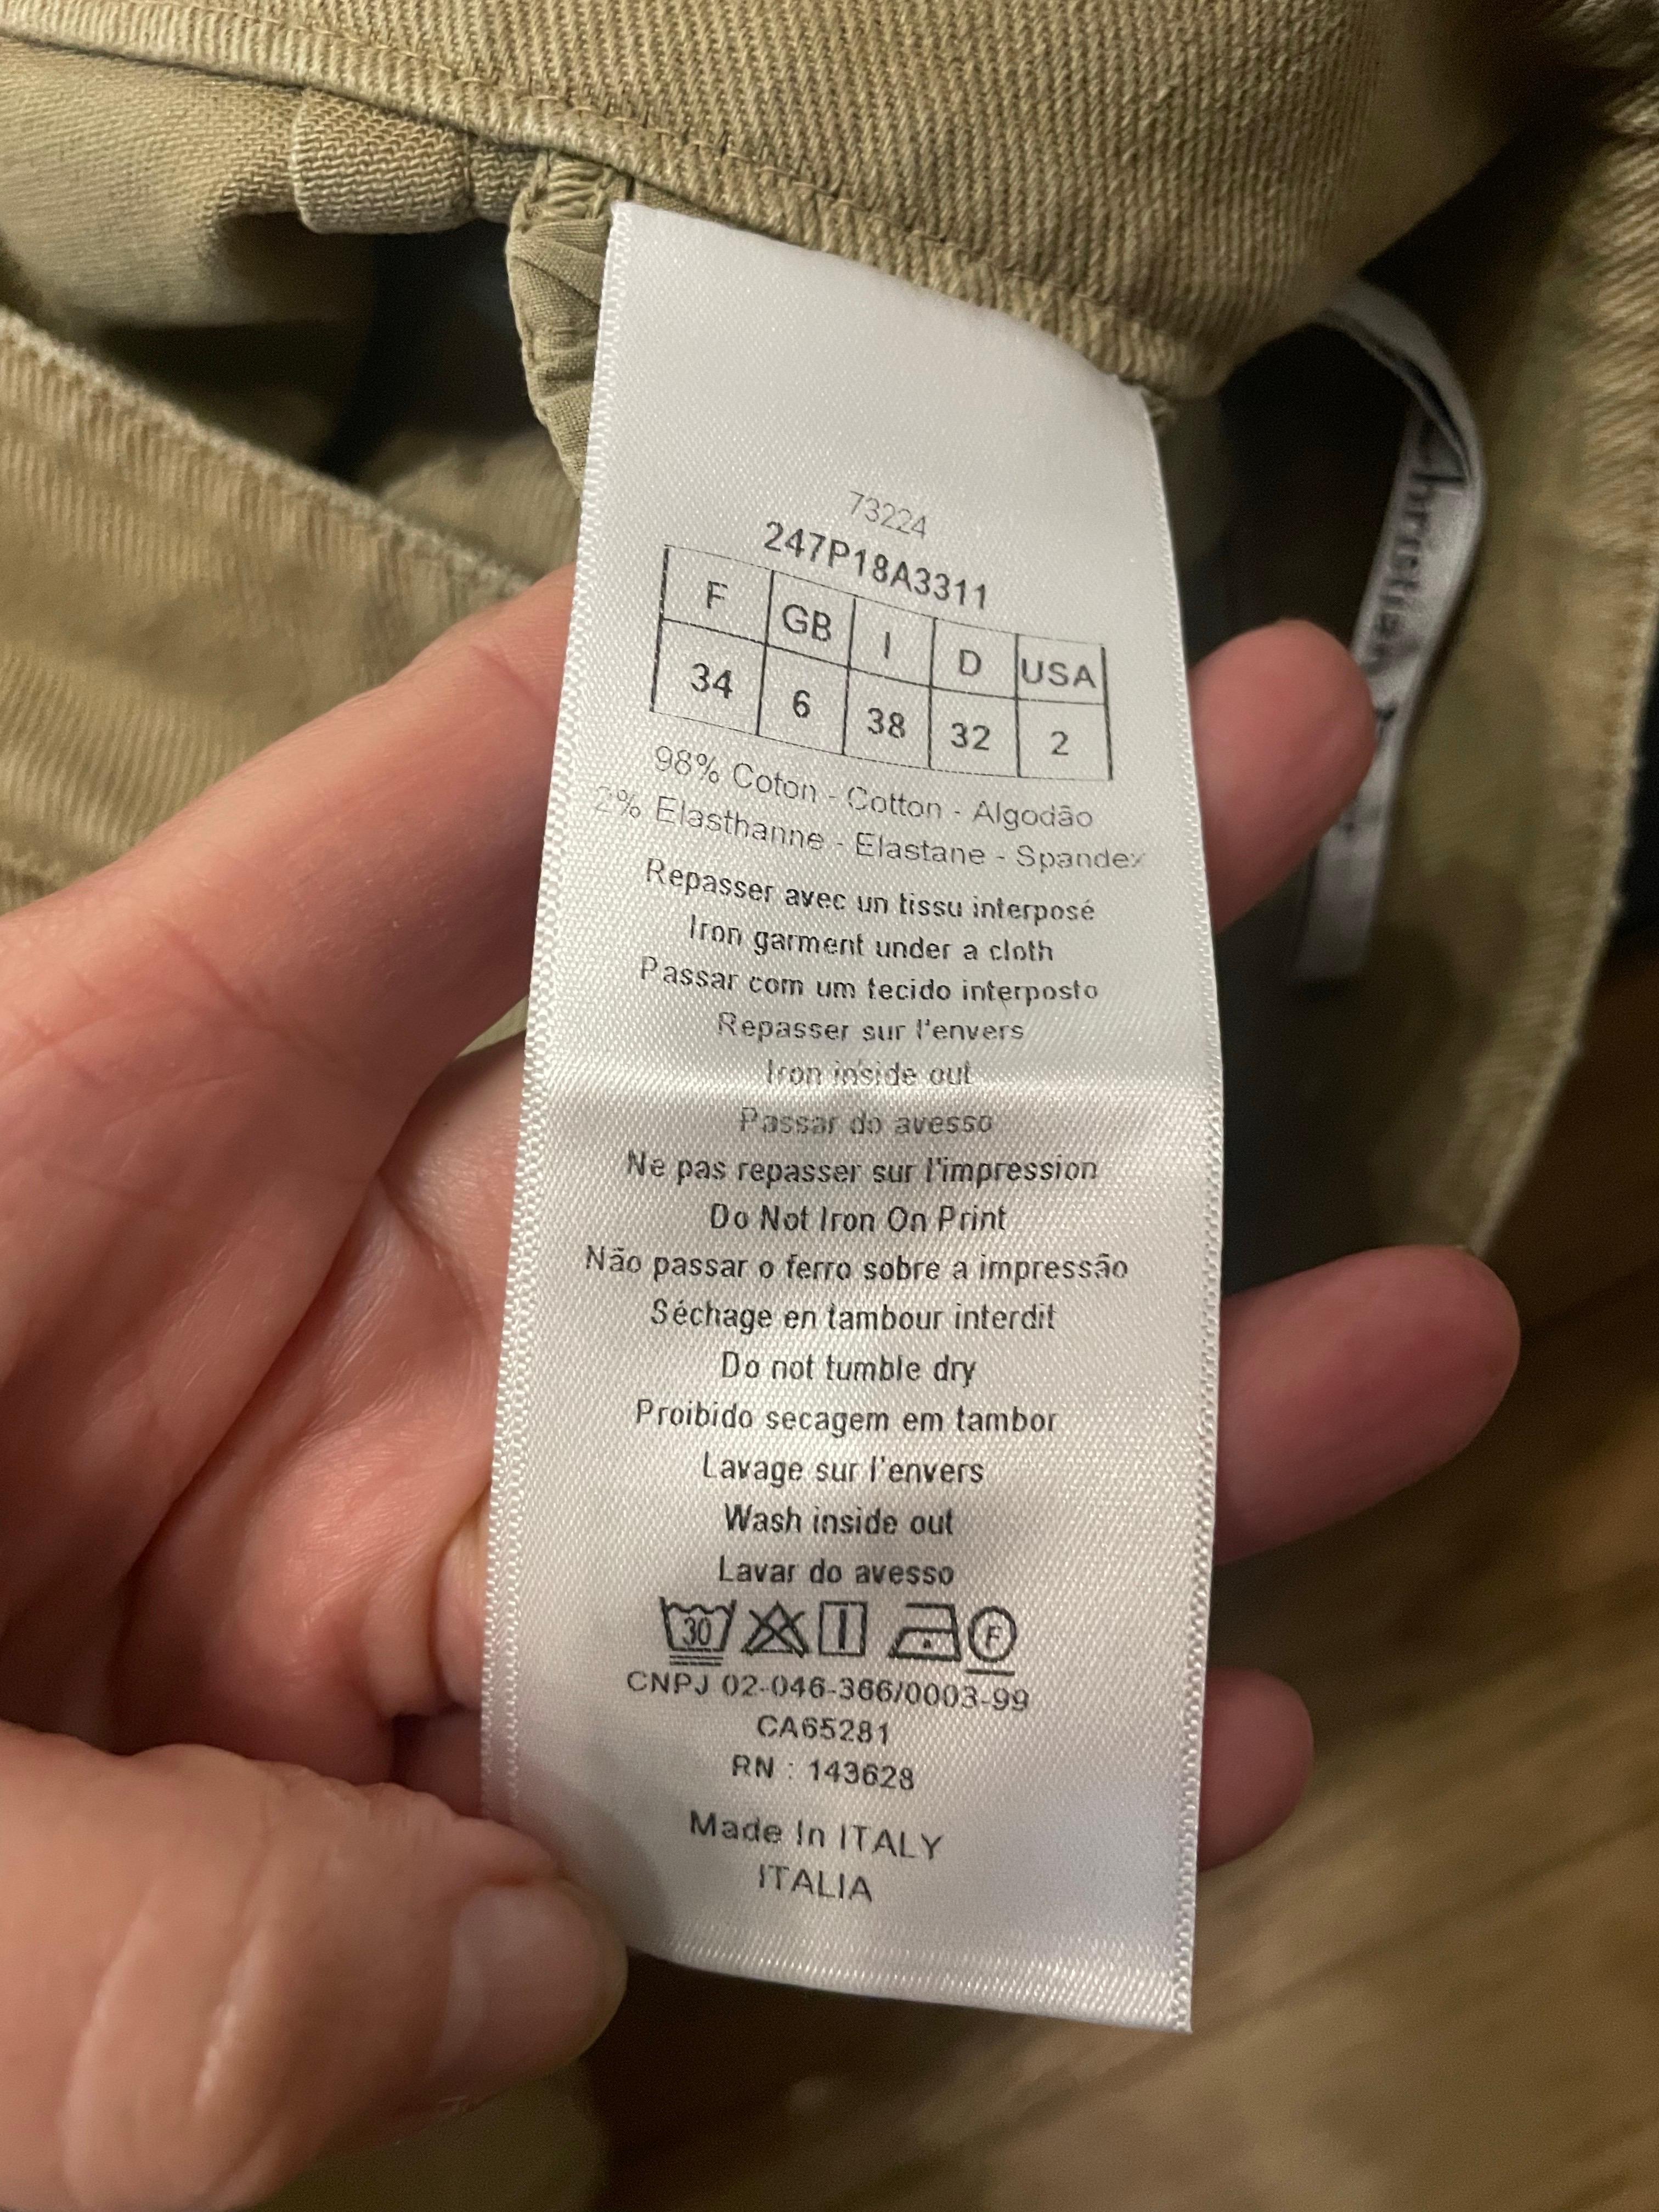 73224
247P18A3311
F GB I D USA
34 6 38 32 2
98% Coton - Cotton - Algodão
2% Elasthanne - Elastane - Spandex
Repasser avec un tissu interposé
Iron garment under a cloth
Passar com um tecido interposto
Repasser sur l'envers
Iron inside out
Passar do avesso
Ne pas repasser sur l'impression
Do Not Iron On Print
Não passar o ferro sobre a impressão
Séchage en tambour interdit
Do not tumble dry
Proibido secagem em tambor
Lavage sur l'envers
Wash inside out
Lavar do avesso
30 F
CNPJ 02-046-366/0003-99
CA65281
RN : 143628
Made In ITALY
ITALIA
Christian